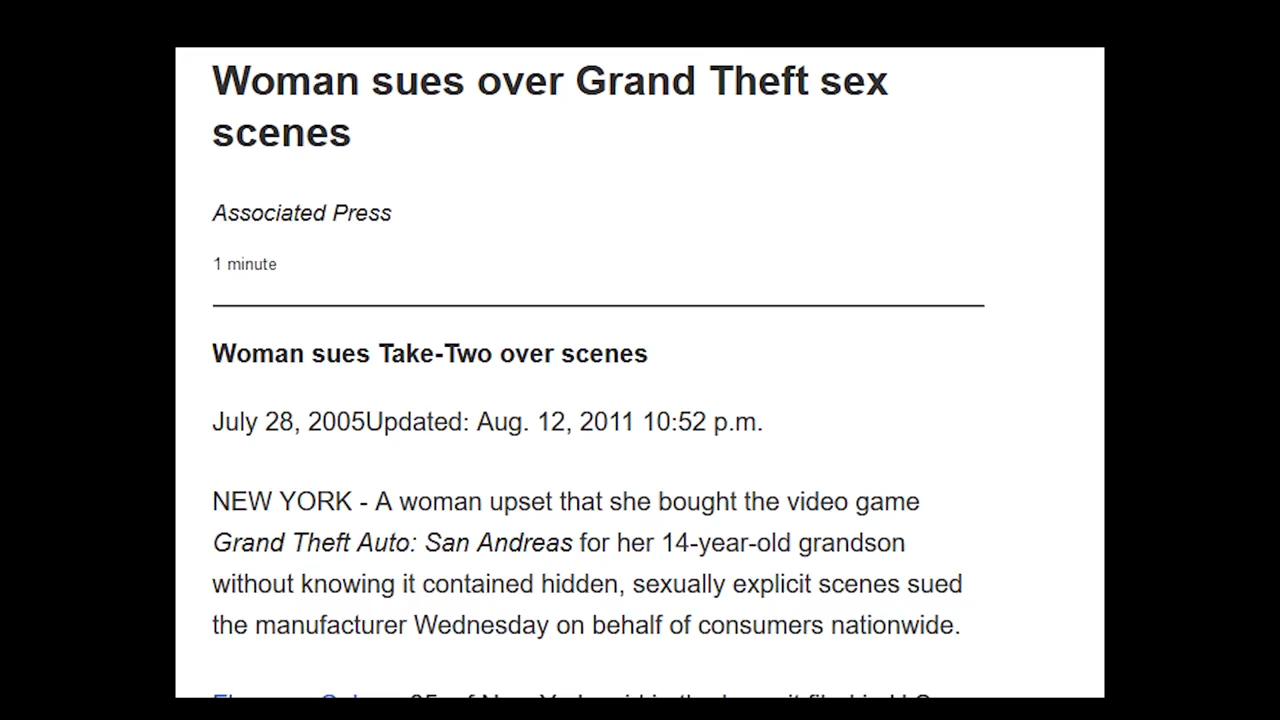 Woman sues over Grand Theft sex
scenes
Associated Press
1 minute
Woman sues Take-Two over scenes
July 28, 2005Updated: Aug. 12, 2011 10:52 p.m.
NEW YORK - A woman upset that she bought the video game
Grand Theft Auto: San Andreas for her 14-year-old grandson
without knowing it contained hidden, sexually explicit scenes sued
the manufacturer Wednesday on behalf of consumers nationwide.